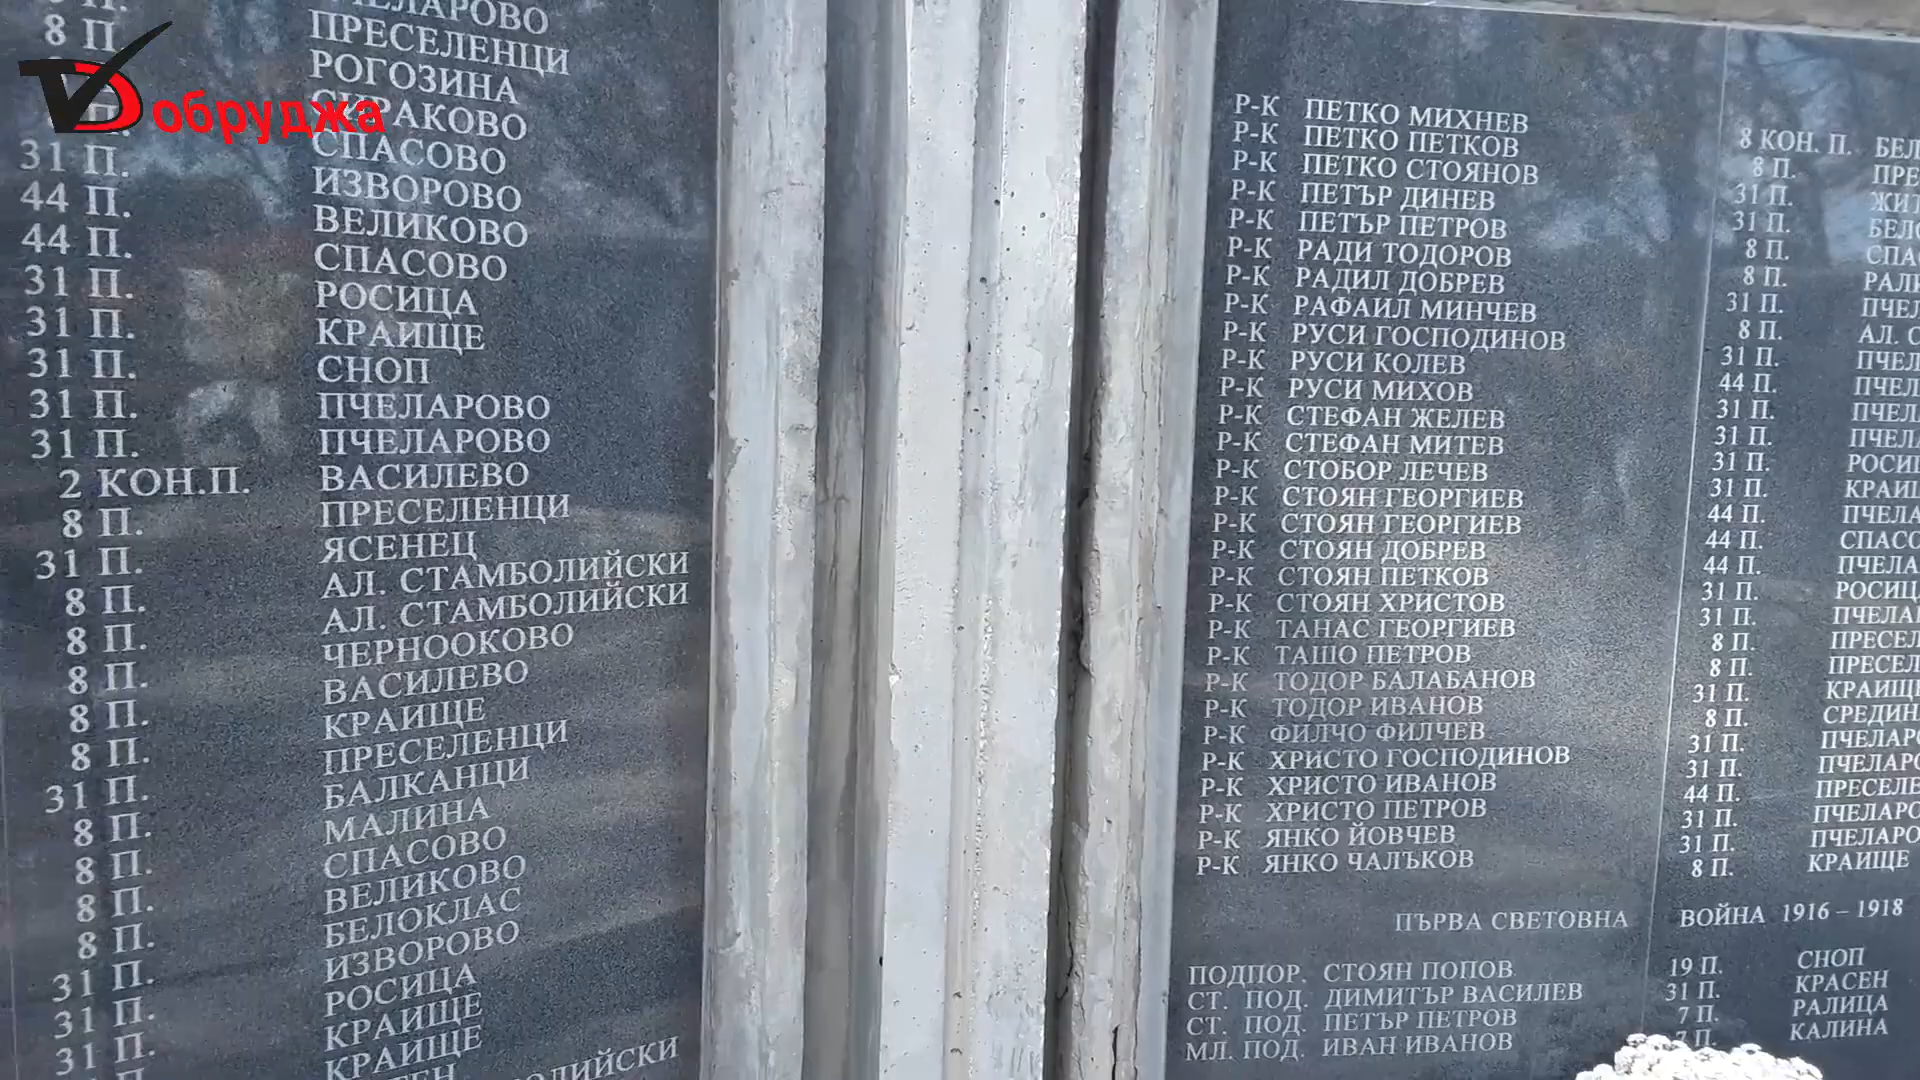 Добруджа
8 П. ПРЕСЕЛЕНЦИ
РОГОЗИНА
СИРАКОВО
31 П. СПАСОВО
44 П. ИЗВОРОВО
44 П. ВЕЛИКОВО
31 П. СПАСОВО
31 П. РОСИЦА
31 П. КРАИЩЕ
31 П. СНОП
31 П. ПЧЕЛАРОВО
2 КОН.П. ПЧЕЛАРОВО
8 П. ВАСИЛЕВО
31 П. ПРЕСЕЛЕНЦИ
8 П. ЯСЕНЕЦ
8 П. АЛ. СТАМБОЛИЙСКИ
8 П. АЛ. СТАМБОЛИЙСКИ
8 П. ЧЕРНООКОВО
8 П. ВАСИЛЕВО
31 П. КРАИЩЕ
8 П. ПРЕСЕЛЕНЦИ
8 П. БАЛКАНЦИ
8 П. МАЛИНА
8 П. СПАСОВО
31 П. ВЕЛИКОВО
31 П. БЕЛОКЛАС
31 П. ИЗВОРОВО
РОСИЦА
КРАИЩЕ
КРАИЩЕ
Р-К ПЕТКО МИХНЕВ 8 КОН. П.
Р-К ПЕТКО ПЕТКОВ 8 П.
Р-К ПЕТКО СТОЯНОВ 31 П.
Р-К ПЕТЪР ДИНЕВ 31 П.
Р-К ПЕТЪР ПЕТРОВ 8 П.
Р-К РАДИ ТОДОРОВ 8 П.
Р-К РАДИЛ ДОБРЕВ 31 П.
Р-К РАФАИЛ МИНЧЕВ 8 П.
Р-К РУСИ ГОСПОДИНОВ 31 П.
Р-К РУСИ КОЛЕВ 44 П.
Р-К РУСИ МИХОВ 31 П.
Р-К СТЕФАН ЖЕЛЕВ 31 П.
Р-К СТЕФАН МИТЕВ 31 П.
Р-К СТОБОР ЛЕЧЕВ 31 П.
Р-К СТОЯН ГЕОРГИЕВ 44 П.
Р-К СТОЯН ГЕОРГИЕВ 44 П.
Р-К СТОЯН ДОБРЕВ 44 П.
Р-К СТОЯН ПЕТКОВ 31 П.
Р-К СТОЯН ХРИСТОВ 31 П.
Р-К ТАНАС ГЕОРГИЕВ 8 П.
Р-К ТАШО ПЕТРОВ 8 П.
Р-К ТОДОР БАЛАБАНОВ 31 П.
Р-К ТОДОР ИВАНОВ 8 П.
Р-К ФИЛЧО ФИЛЧЕВ 31 П.
Р-К ХРИСТО ГОСПОДИНОВ 31 П.
Р-К ХРИСТО ИВАНОВ 44 П.
Р-К ХРИСТО ПЕТРОВ 31 П.
Р-К ЯНКО ЙОВЧЕВ 31 П.
Р-К ЯНКО ЧАЛЪКОВ 8 П. КРАИЩЕ
ПЪРВА СВЕТОВНА ВОЙНА 1916 – 1918
ПОДПОР. СТОЯН ПОПОВ 19 П. СНОП
СТ. ПОД. ДИМИТЪР ВАСИЛЕВ 31 П. КРАСЕН
СТ. ПОД. ПЕТЪР ПЕТРОВ 7 П. РАЛИЦА
МЛ. ПОД. ИВАН ИВАНОВ 7 П. КАЛИНА